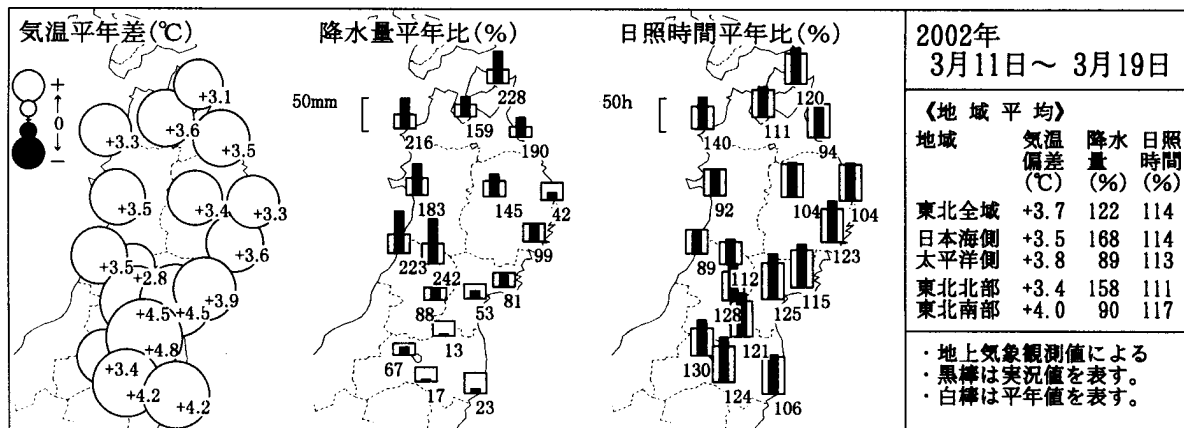 気温平年差(℃)
+
↑
0
↓
−
+3.1
+3.6
+3.3
+3.5
+3.5
+3.4
+3.3
+3.6
+3.5
+2.8
+3.9
+4.5
+4.5
+4.8
+3.4
+4.2
+4.2
降水量平年比(%)
50mm
228
159
216
190
183
145
42
99
223
242
81
88
53
13
67
17
23
日照時間平年比(%)
50h
120
111
140
94
92
104
104
123
89
112
115
128
125
121
130
124
106
2002年
3月11日~ 3月19日
《地 域 平 均》
地域 気温 降水 日照
偏差 量 時間
(℃) (%) (%)
東北全域 +3.7 122 114
日本海側 +3.5 168 114
太平洋側 +3.8 89 113
東北北部 +3.4 158 111
東北南部 +4.0 90 117
・地上気象観測値による
・黒棒は実況値を表す。
・白棒は平年値を表す。